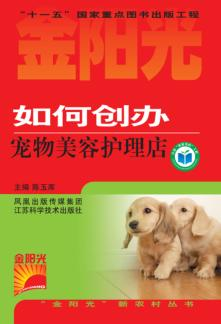 "十一五"国家重点图书出版工程
金阳光
如何创办
宠物美容护理店
主编 陈玉库
凤凰出版传媒集团
江苏科学技术出版社
金阳光
"金阳光"新农村丛书